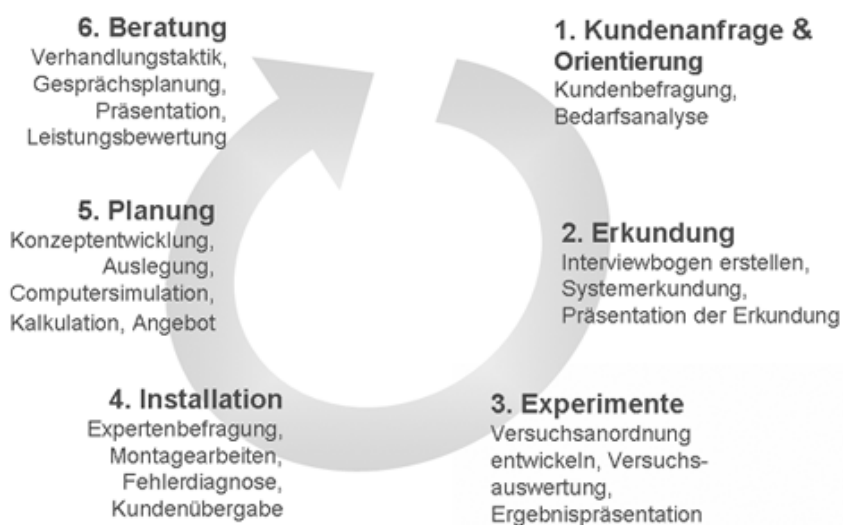 1. Kundenanfrage &
Orientierung
Kundenbefragung,
Bedarfsanalyse
2. Erkundung
Interviewbogen erstellen,
Systemerkundung,
Präsentation der Erkundung
3. Experimente
Versuchsanordnung
entwickeln, Versuchs-
auswertung,
Ergebnispräsentation
4. Installation
Expertenbefragung,
Montagearbeiten,
Fehlerdiagnose,
Kundenübergabe
5. Planung
Konzeptentwicklung,
Auslegung,
Computersimulation,
Kalkulation, Angebot
6. Beratung
Verhandlungstaktik,
Gesprächsplanung,
Präsentation,
Leistungsbewertung